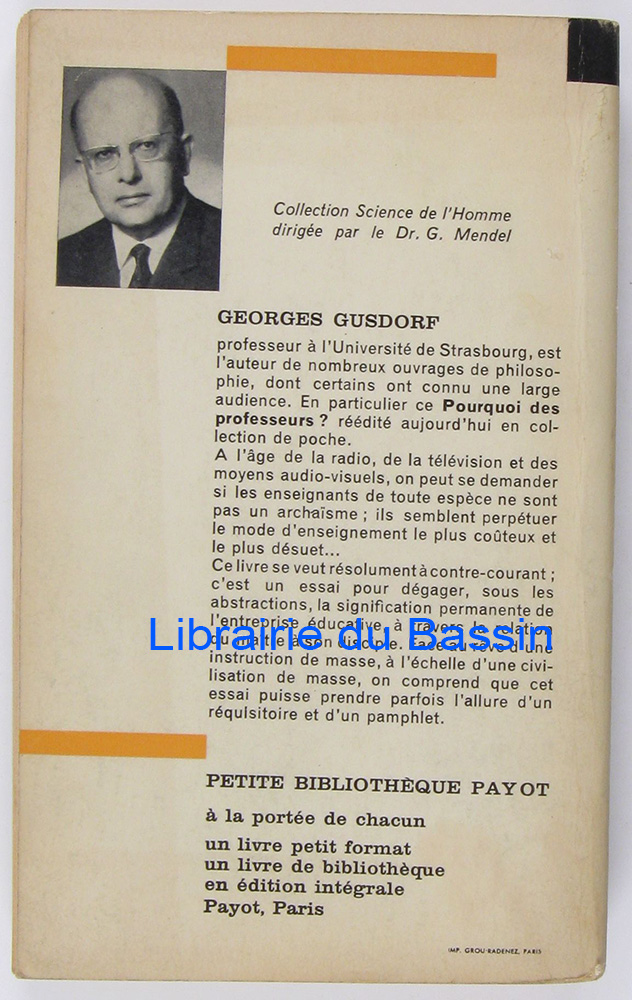 Collection Science de l'Homme
dirigée par le Dr. G. Mendel
GEORGES GUSDORF
professeur à l'Université de Strasbourg, est
l'auteur de nombreux ouvrages de philoso-
phie, dont certains ont connu une large
audience. En particulier ce Pourquoi des
professeurs ? réédité aujourd'hui en col-
lection de poche.
A l'âge de la radio, de la télévision et des
moyens audio-visuels, on peut se demander
si les enseignants de toute espèce ne sont
pas un archaïsme ; ils semblent perpétuer
le mode d'enseignement le plus coûteux et
le plus désuet...
Ce livre se veut résolument à contre-courant ;
c'est un essai pour dégager, sous les
abstractions, la signification permanente de
l'entreprise éducative, à travers la relation
Librairie du Bassin
du maître à son disciple. Face au rêve d'une
instruction de masse, à l'échelle d'une civi-
lisation de masse, on comprend que cet
essai puisse prendre parfois l'allure d'un
réquisitoire et d'un pamphlet.
PETITE BIBLIOTHÈQUE PAYOT
à la portée de chacun
un livre petit format
un livre de bibliothèque
en édition intégrale
Payot, Paris
IMP. GROU-RADENEZ, PARIS